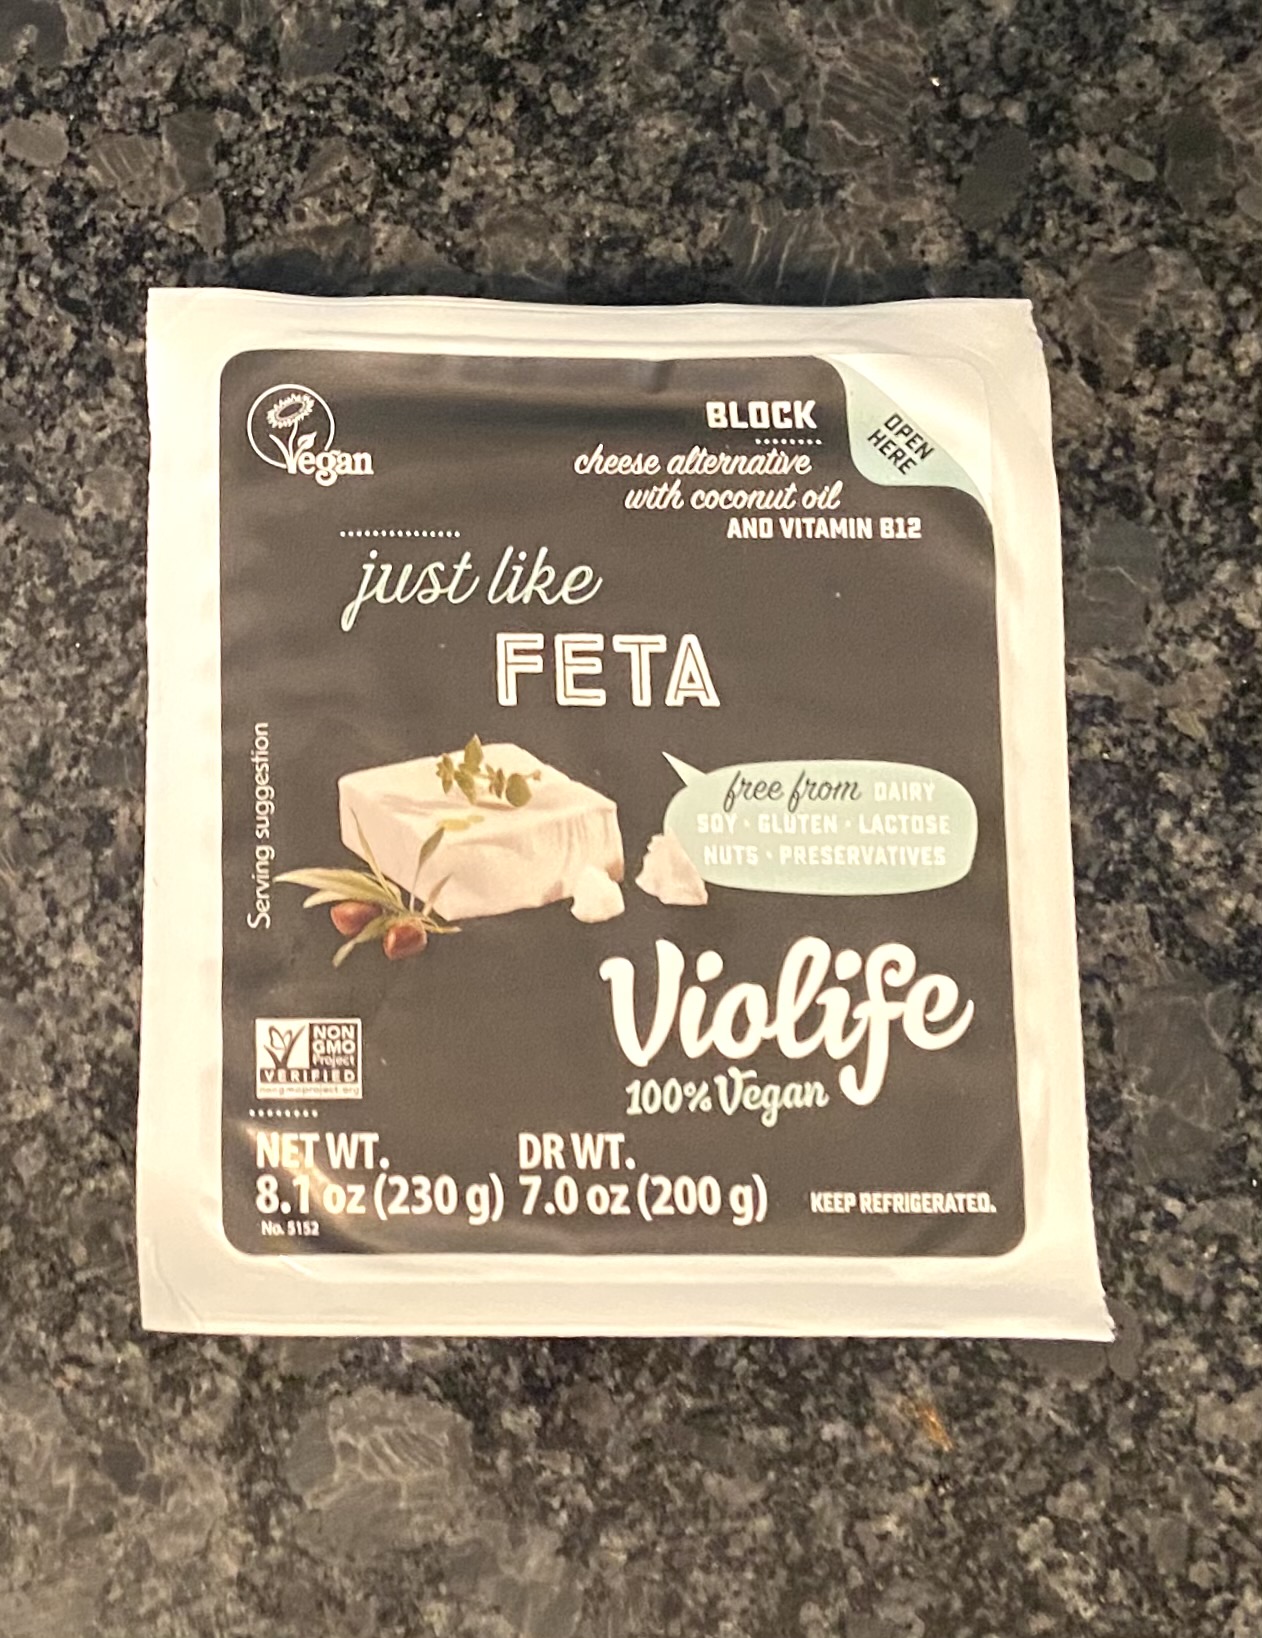 Vegan
BLOCK
cheese alternative
with coconut oil
AND VITAMIN B12
OPEN
HERE
just like
FETA
Serving suggestion
free from DAIRY
SOY • GLUTEN • LACTOSE
NUTS • PRESERVATIVES
Violife
100% Vegan
NON
GMO
Project
VERIFIED
nongmoproject.org
NET WT.
8.1 oz (230 g)
DR WT.
7.0 oz (200 g)
KEEP REFRIGERATED.
No. 5152